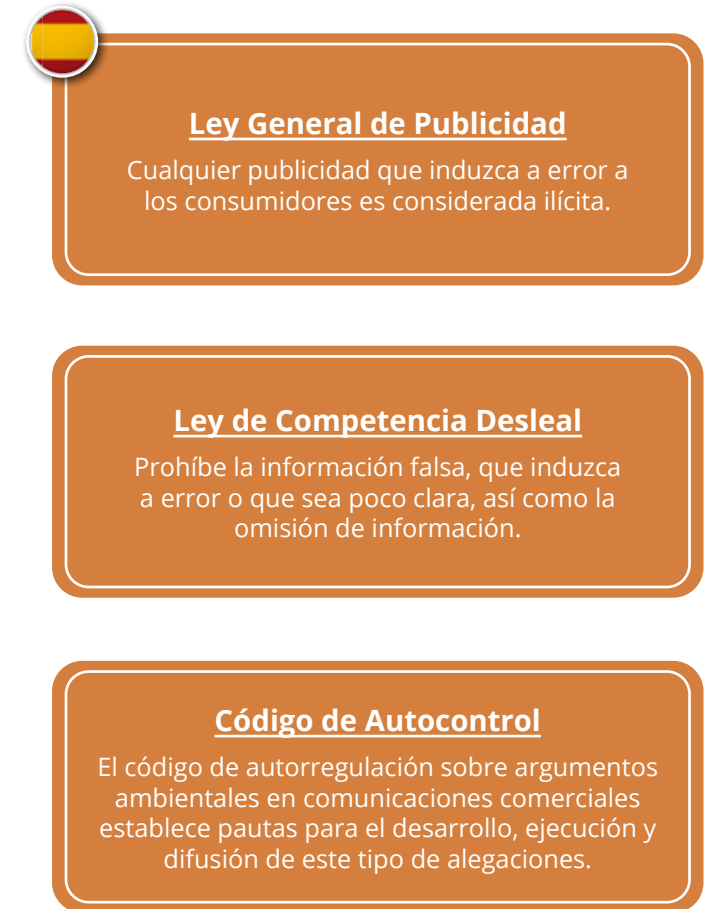 Ley General de Publicidad
Cualquier publicidad que induzca a error a
los consumidores es considerada ilícita.
Ley de Competencia Desleal
Prohíbe la información falsa, que induzca
a error o que sea poco clara, así como la
omisión de información.
Código de Autocontrol
El código de autorregulación sobre argumentos
ambientales en comunicaciones comerciales
establece pautas para el desarrollo, ejecución y
difusión de este tipo de alegaciones.